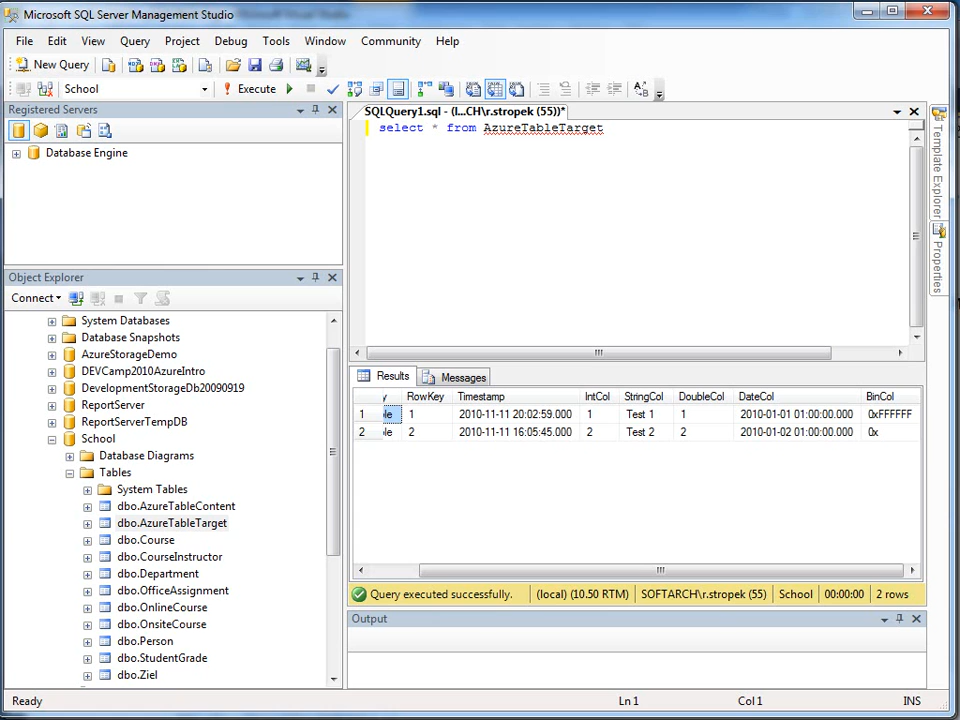 Microsoft SQL Server Management Studio
File Edit View Query Project Debug Tools Window Community Help
New Query
School Execute
Registered Servers
Database Engine
Object Explorer
Connect
System Databases
Database Snapshots
AzureStorageDemo
DEVCamp2010AzureIntro
DevelopmentStorageDb20090919
ReportServer
ReportServerTempDB
School
Database Diagrams
Tables
System Tables
dbo.AzureTableContent
dbo.AzureTableTarget
dbo.Course
dbo.CourseInstructor
dbo.Department
dbo.OfficeAssignment
dbo.OnlineCourse
dbo.OnsiteCourse
dbo.Person
dbo.StudentGrade
dbo.Ziel
SQLQuery1.sql - (l...CH\r.stropek (55))*
select * from AzureTableTarget
Results Messages
y RowKey Timestamp IntCol StringCol DoubleCol DateCol BinCol
1 le 1 2010-11-11 20:02:59.000 1 Test 1 1 2010-01-01 01:00:00.000 0xFFFFFF
2 le 2 2010-11-11 16:05:45.000 2 Test 2 2 2010-01-02 01:00:00.000 0x
Query executed successfully. (local) (10.50 RTM) SOFTARCH\r.stropek (55) School 00:00:00 2 rows
Output
Template Explorer
Properties
Ready Ln 1 Col 1 INS